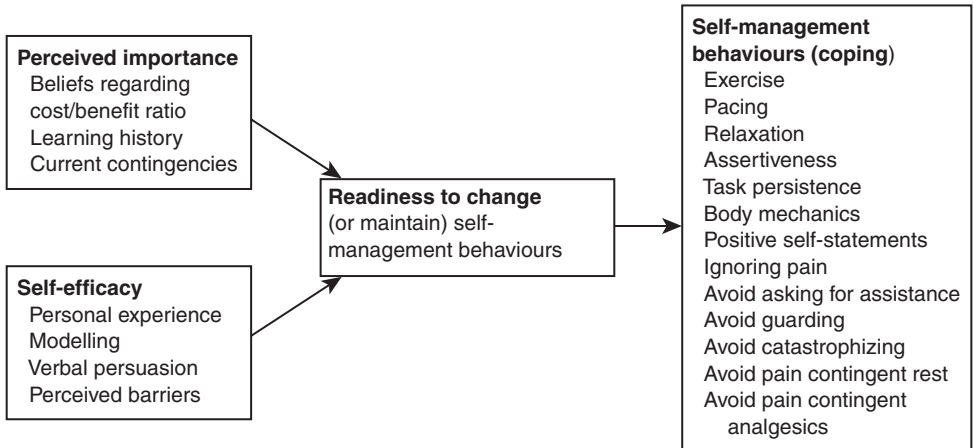 Perceived importance
Beliefs regarding
cost/benefit ratio
Learning history
Current contingencies
Self-efficacy
Personal experience
Modelling
Verbal persuasion
Perceived barriers
Readiness to change
(or maintain) self-
management behaviours
Self-management
behaviours (coping)
Exercise
Pacing
Relaxation
Assertiveness
Task persistence
Body mechanics
Positive self-statements
Ignoring pain
Avoid asking for assistance
Avoid guarding
Avoid catastrophizing
Avoid pain contingent rest
Avoid pain contingent
analgesics